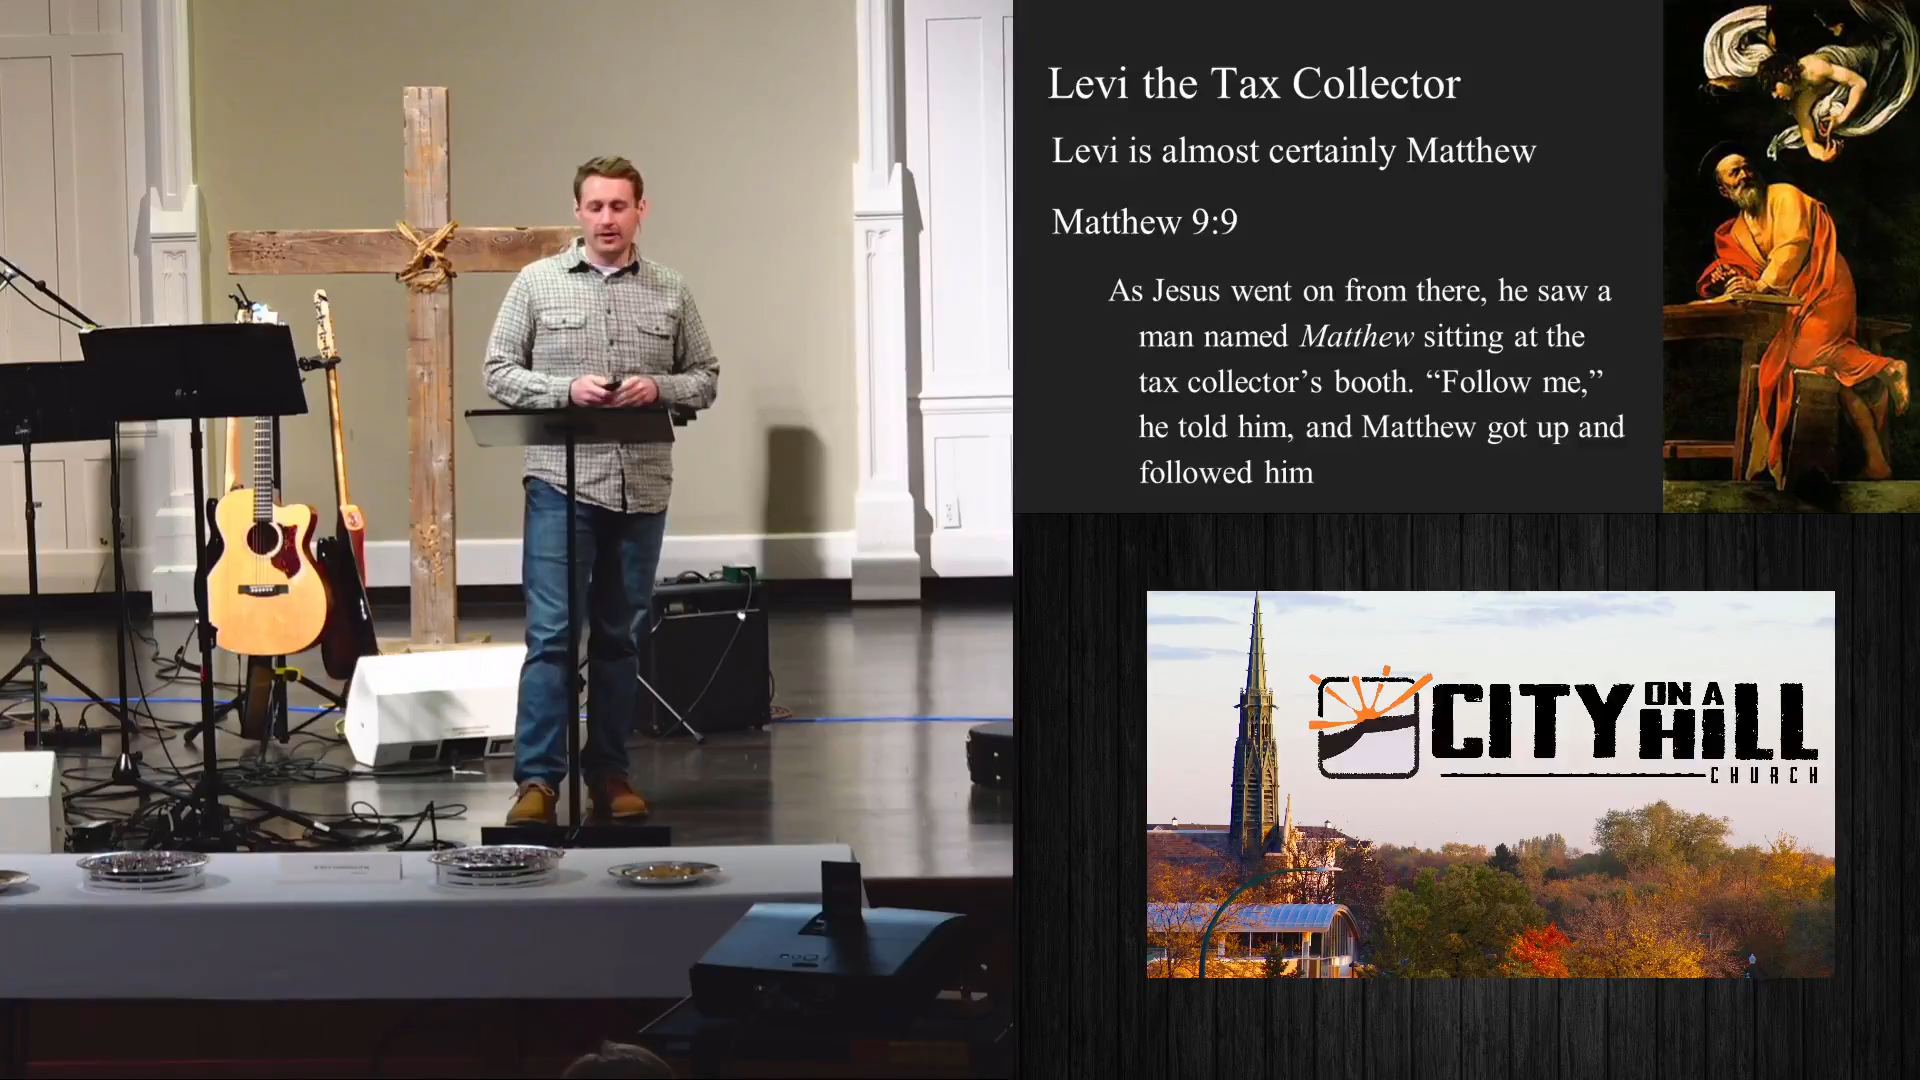 Levi the Tax Collector
Levi is almost certainly Matthew
Matthew 9:9
As Jesus went on from there, he saw a
man named Matthew sitting at the
tax collector’s booth. “Follow me,”
he told him, and Matthew got up and
followed him
CITY ON A HILL
CHURCH